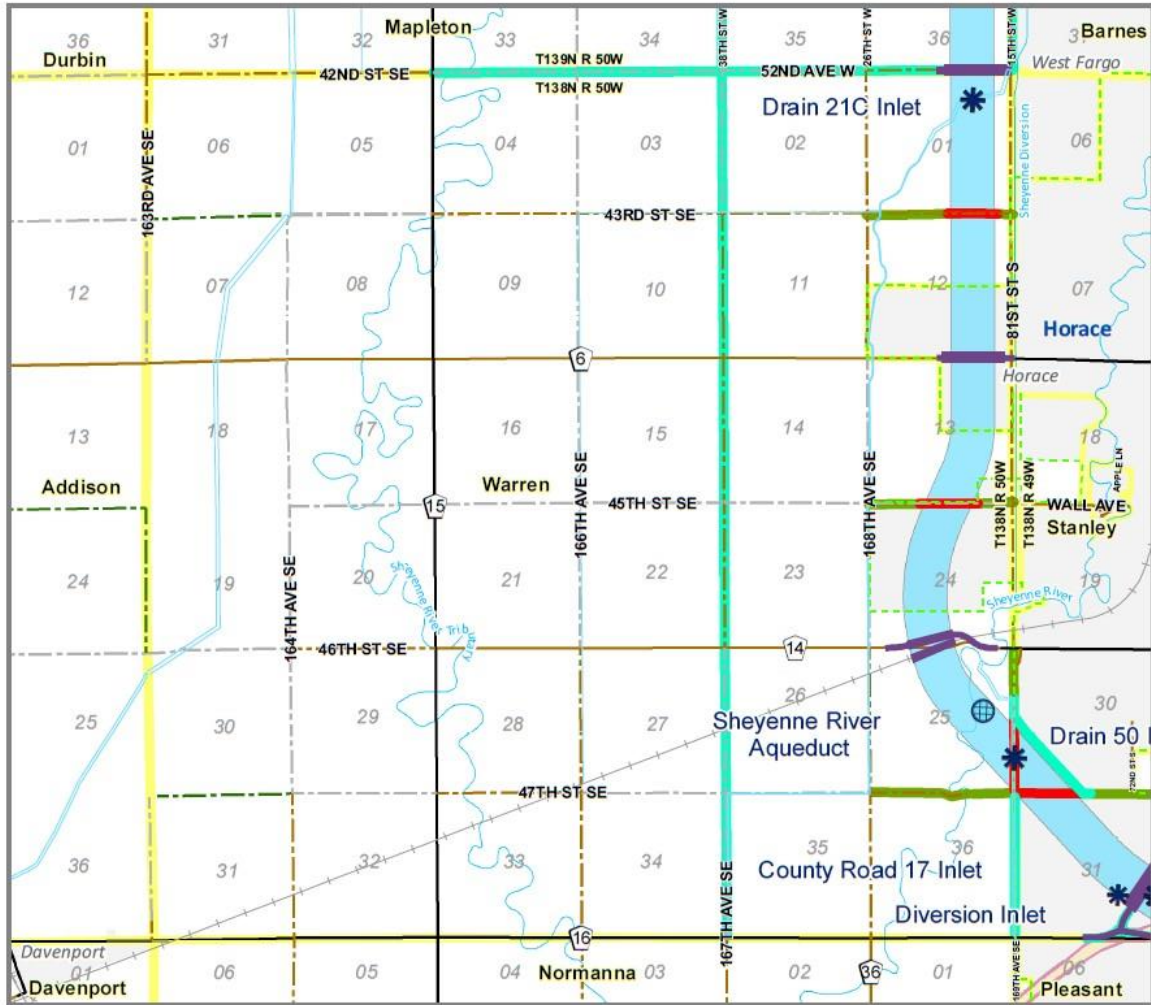 36
31
32
Mapleton
33
34
38TH ST W
35
26TH ST W
36
15TH ST W
Barnes
Durbin
42ND ST SE
T139N R 50W
T138N R 50W
52ND AVE W
West Fargo
Drain 21C Inlet
01
06
05
04
03
02
01
06
163RD AVE SE
Sheyenne Diversion
43RD ST SE
12
07
08
09
10
11
12
07
81ST ST S
Horace
6
Horace
13
18
17
16
15
14
13
18
Addison
Warren
15
166TH AVE SE
45TH ST SE
168TH AVE SE
T138N R 50W
T138N R 49W
APPLE LN
WALL AVE
Stanley
24
19
20
21
22
23
24
19
164TH AVE SE
Sheyenne River Tributary
Sheyenne River
46TH ST SE
14
25
30
29
28
27
26
25
30
Sheyenne River
Aqueduct
Drain 50 I
72ND ST S
47TH ST SE
36
31
32
33
34
35
36
31
County Road 17 Inlet
Diversion Inlet
167TH AVE SE
Davenport
16
Normanna
36
169TH AVE SE
01
06
05
04
03
02
01
06
Davenport
Pleasant